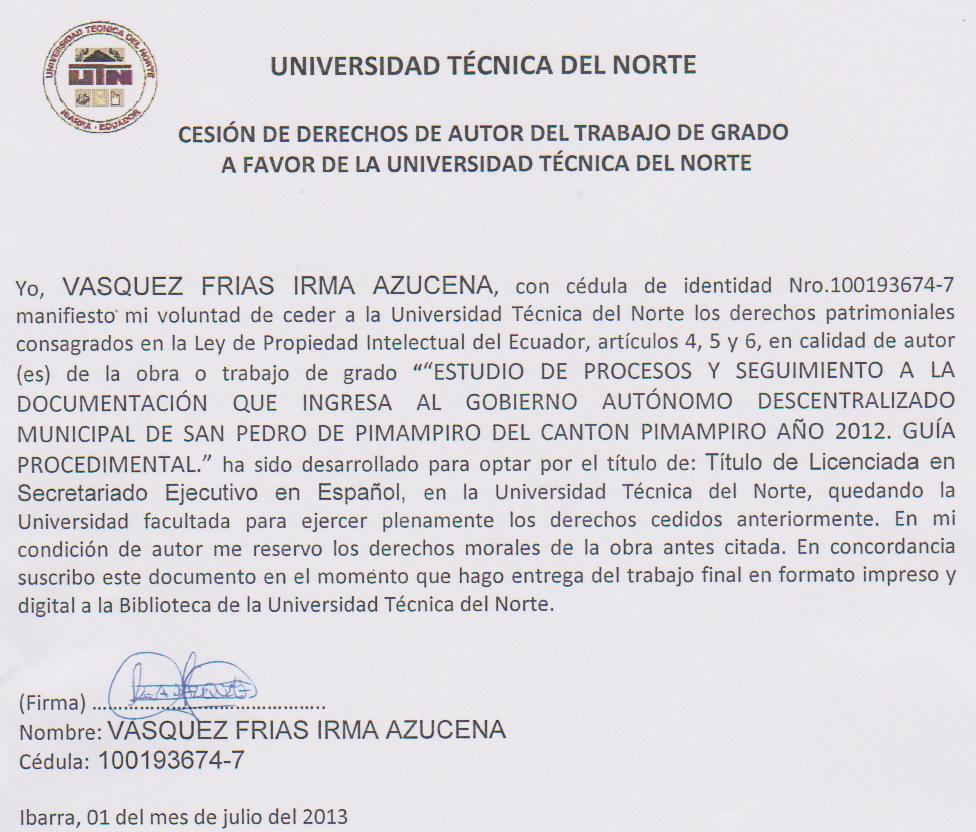 UNIVERSIDAD TECNICA DEL NORTE
UTN
IBARRA - ECUADOR
UNIVERSIDAD TÉCNICA DEL NORTE
CESIÓN DE DERECHOS DE AUTOR DEL TRABAJO DE GRADO
A FAVOR DE LA UNIVERSIDAD TÉCNICA DEL NORTE
Yo, VASQUEZ FRIAS IRMA AZUCENA, con cédula de identidad Nro.100193674-7
manifiesto mi voluntad de ceder a la Universidad Técnica del Norte los derechos patrimoniales
consagrados en la Ley de Propiedad Intelectual del Ecuador, artículos 4, 5 y 6, en calidad de autor
(es) de la obra o trabajo de grado ““ESTUDIO DE PROCESOS Y SEGUIMIENTO A LA
DOCUMENTACIÓN QUE INGRESA AL GOBIERNO AUTÓNOMO DESCENTRALIZADO
MUNICIPAL DE SAN PEDRO DE PIMAMPIRO DEL CANTON PIMAMPIRO AÑO 2012. GUÍA
PROCEDIMENTAL.” ha sido desarrollado para optar por el título de: Título de Licenciada en
Secretariado Ejecutivo en Español, en la Universidad Técnica del Norte, quedando la
Universidad facultada para ejercer plenamente los derechos cedidos anteriormente. En mi
condición de autor me reservo los derechos morales de la obra antes citada. En concordancia
suscribo este documento en el momento que hago entrega del trabajo final en formato impreso y
digital a la Biblioteca de la Universidad Técnica del Norte.
(Firma) ..............................................
Nombre: VASQUEZ FRIAS IRMA AZUCENA
Cédula: 100193674-7
Ibarra, 01 del mes de julio del 2013